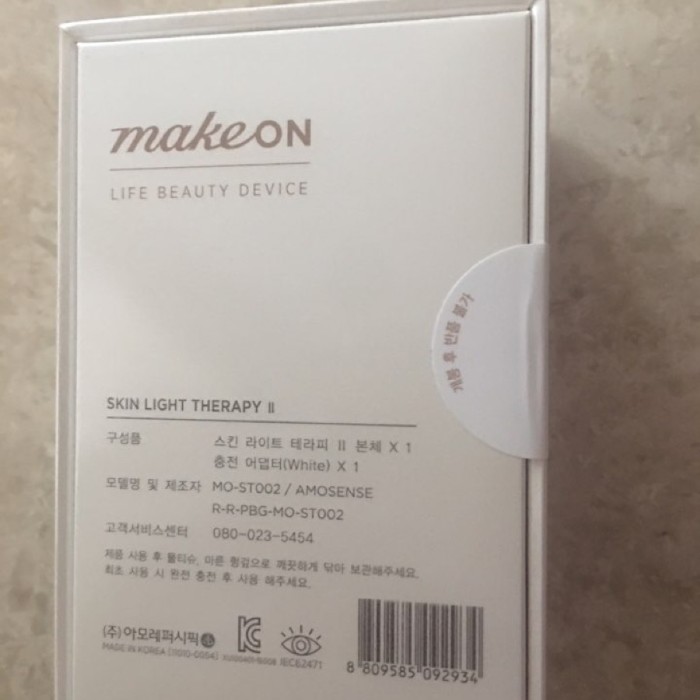 makeON
LIFE BEAUTY DEVICE
개봉 후 반품 불가
SKIN LIGHT THERAPY II
구성품 스킨 라이트 테라피 II 본체 X 1
충전 어댑터(White) X 1
모델명 및 제조자 MO-ST002 / AMOSENSE
R-R-PBG-MO-ST002
고객서비스센터 080-023-5454
제품 사용 후 물티슈, 마른 헝겊으로 깨끗하게 닦아 보관해주세요.
최초 사용 시 완전 충전 후 사용 해주세요.
(주)아모레퍼시픽
MADE IN KOREA
IEC62471
8 809585 092934